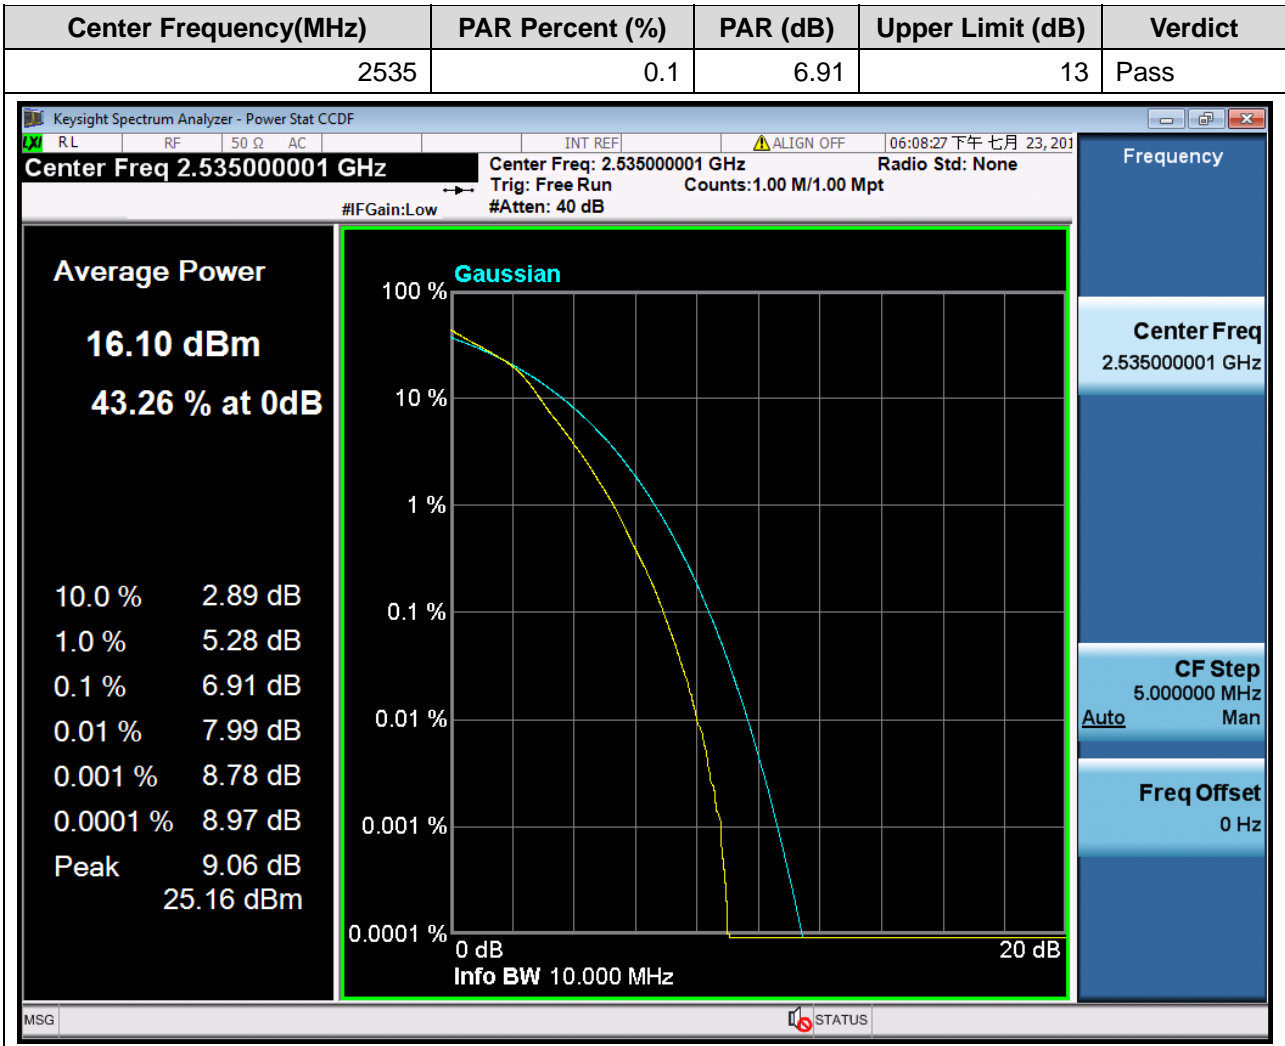 Center Frequency(MHz) PAR Percent (%) PAR (dB) Upper Limit (dB) Verdict
2535 0.1 6.91 13 Pass
Keysight Spectrum Analyzer - Power Stat CCDF
LXI RL RF 50 Ω AC INT REF ALIGN OFF 06:08:27 下午 七月 23, 201
Center Freq 2.535000001 GHz
Center Freq: 2.535000001 GHz Radio Std: None
Trig: Free Run Counts:1.00 M/1.00 Mpt
#IFGain:Low #Atten: 40 dB
Average Power
16.10 dBm
43.26 % at 0dB
10.0 % 2.89 dB
1.0 % 5.28 dB
0.1 % 6.91 dB
0.01 % 7.99 dB
0.001 % 8.78 dB
0.0001 % 8.97 dB
Peak 9.06 dB
25.16 dBm
Gaussian
100 %
10 %
1 %
0.1 %
0.01 %
0.001 %
0.0001 %
0 dB 20 dB
Info BW 10.000 MHz
Frequency
Center Freq
2.535000001 GHz
CF Step
5.000000 MHz
Auto Man
Freq Offset
0 Hz
MSG STATUS